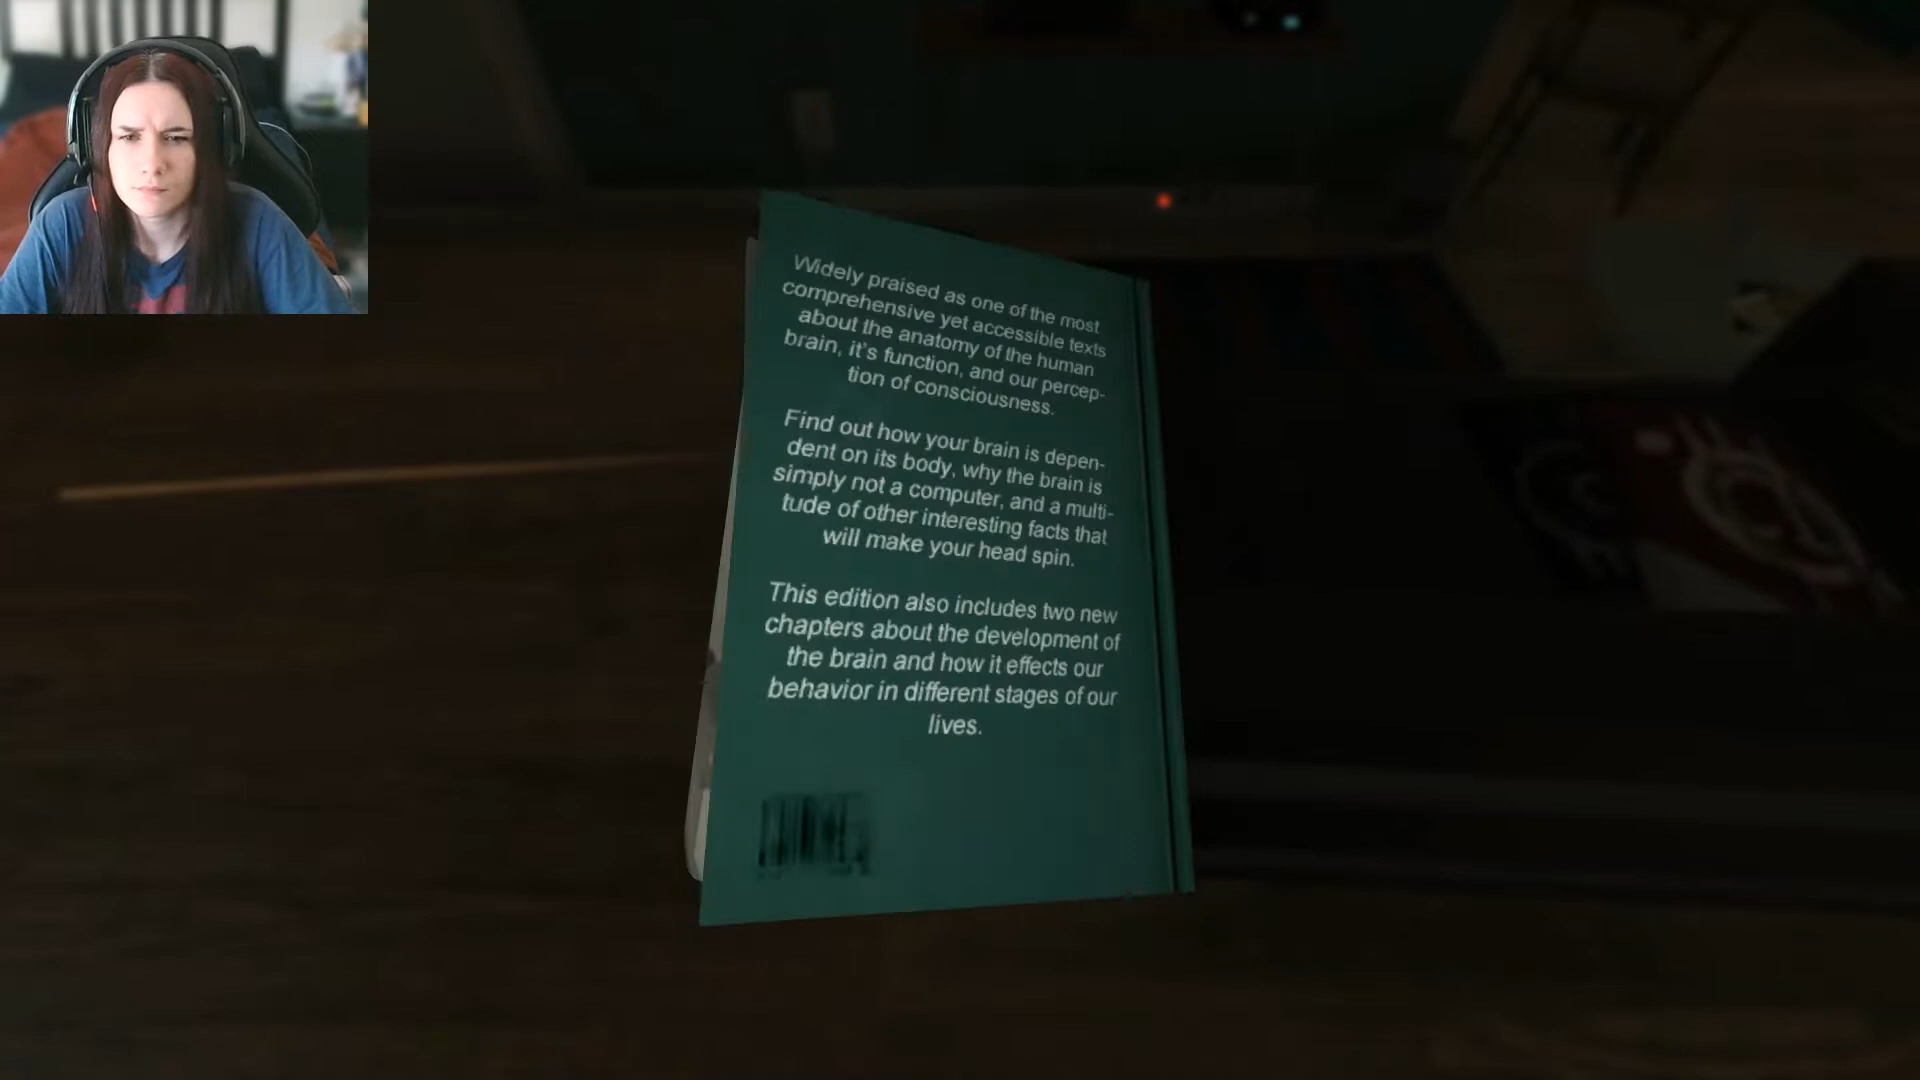 Widely praised as one of the most
comprehensive yet accessible texts
about the anatomy of the human
brain, it's function, and our percep-
tion of consciousness.
Find out how your brain is depen-
dent on its body, why the brain is
simply not a computer, and a multi-
tude of other interesting facts that
will make your head spin.
This edition also includes two new
chapters about the development of
the brain and how it effects our
behavior in different stages of our
lives.